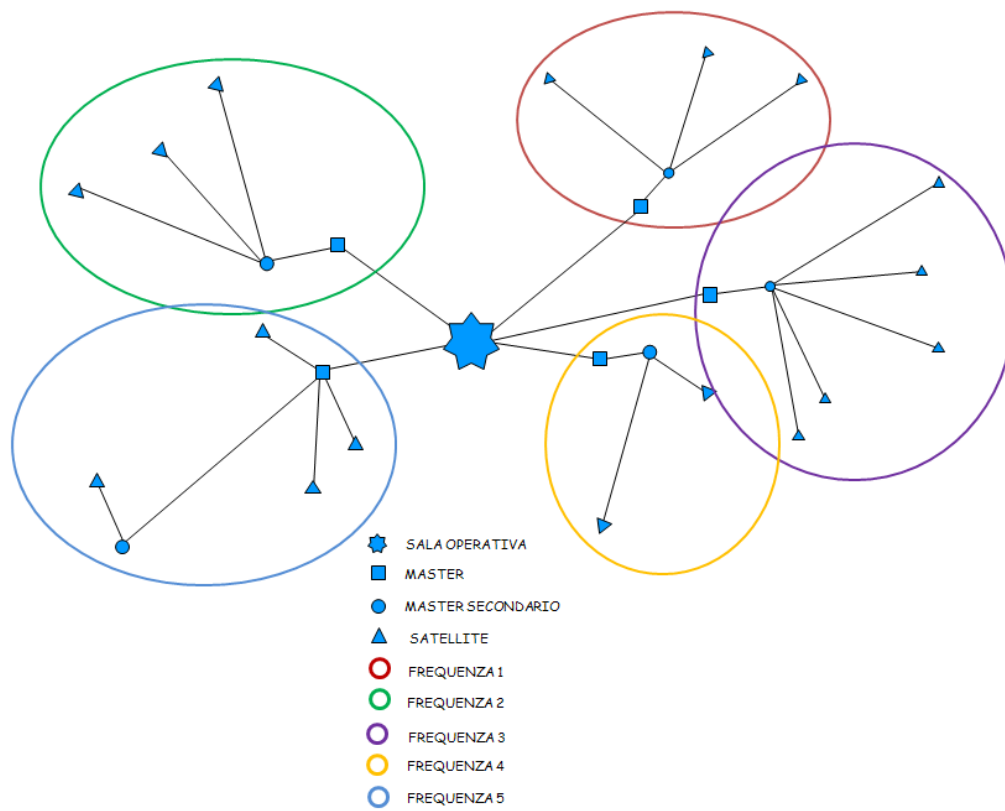 SALA OPERATIVA
MASTER
MASTER SECONDARIO
SATELLITE
FREQUENZA 1
FREQUENZA 2
FREQUENZA 3
FREQUENZA 4
FREQUENZA 5